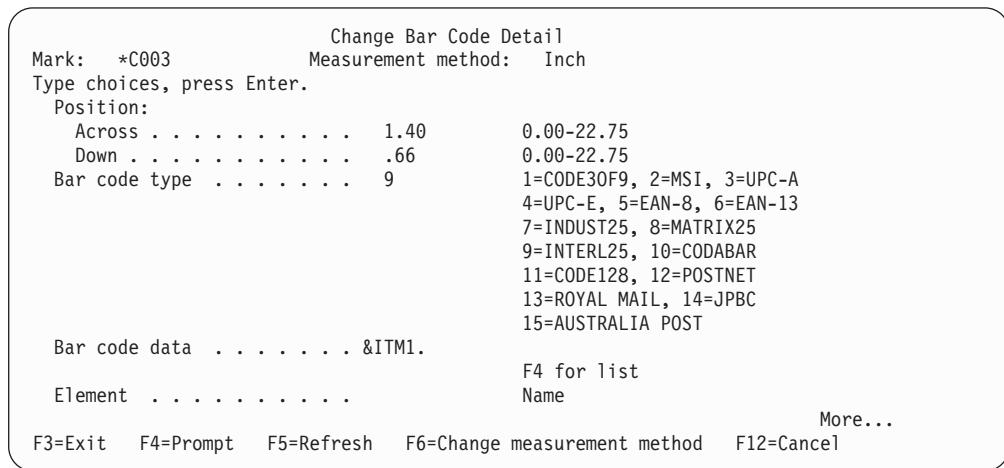 Change Bar Code Detail
Mark: *C003 Measurement method: Inch
Type choices, press Enter.
Position:
Across . . . . . . . . . . 1.40 0.00-22.75
Down . . . . . . . . . . . .66 0.00-22.75
Bar code type . . . . . . . 9 1=CODE3OF9, 2=MSI, 3=UPC-A
4=UPC-E, 5=EAN-8, 6=EAN-13
7=INDUST25, 8=MATRIX25
9=INTERL25, 10=CODABAR
11=CODE128, 12=POSTNET
13=ROYAL MAIL, 14=JPBC
15=AUSTRALIA POST
Bar code data . . . . . . . &ITM1.
F4 for list
Element . . . . . . . . . . Name
More...
F3=Exit F4=Prompt F5=Refresh F6=Change measurement method F12=Cancel